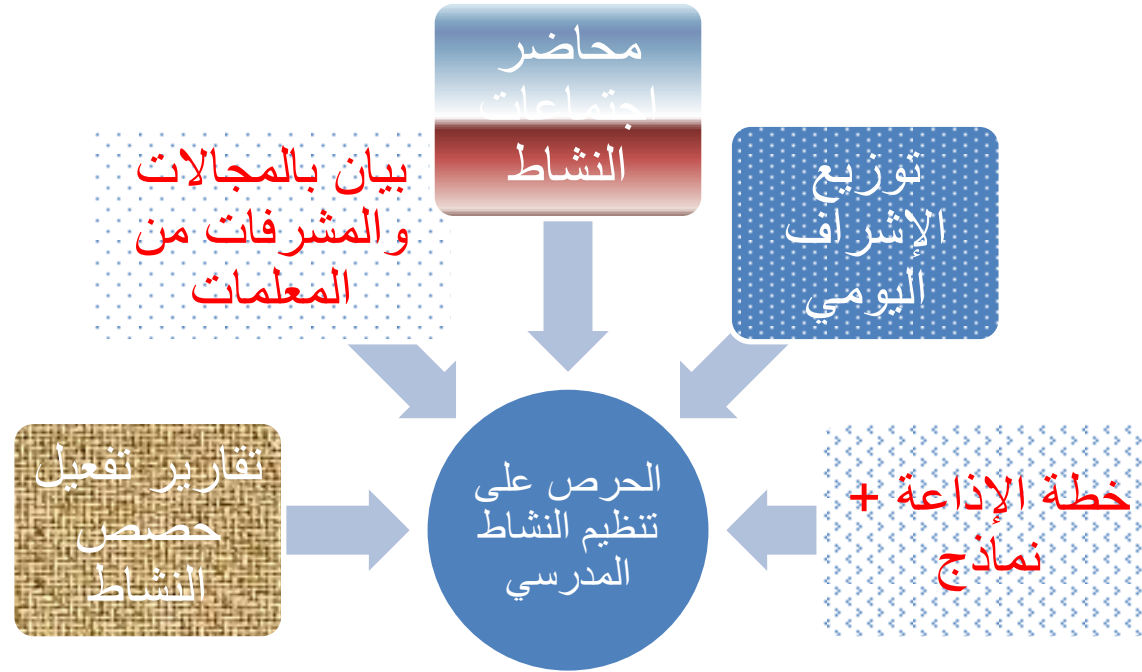 محاضر
اجتماعات
النشاط
توزيع
الإشراف
اليومي
بيان بالمجالات
والمشرفات من
المعلمات
خطة الإذاعة +
نماذج
الحرص على
تنظيم النشاط
المدرسي
تقارير تفعيل
حصص
النشاط